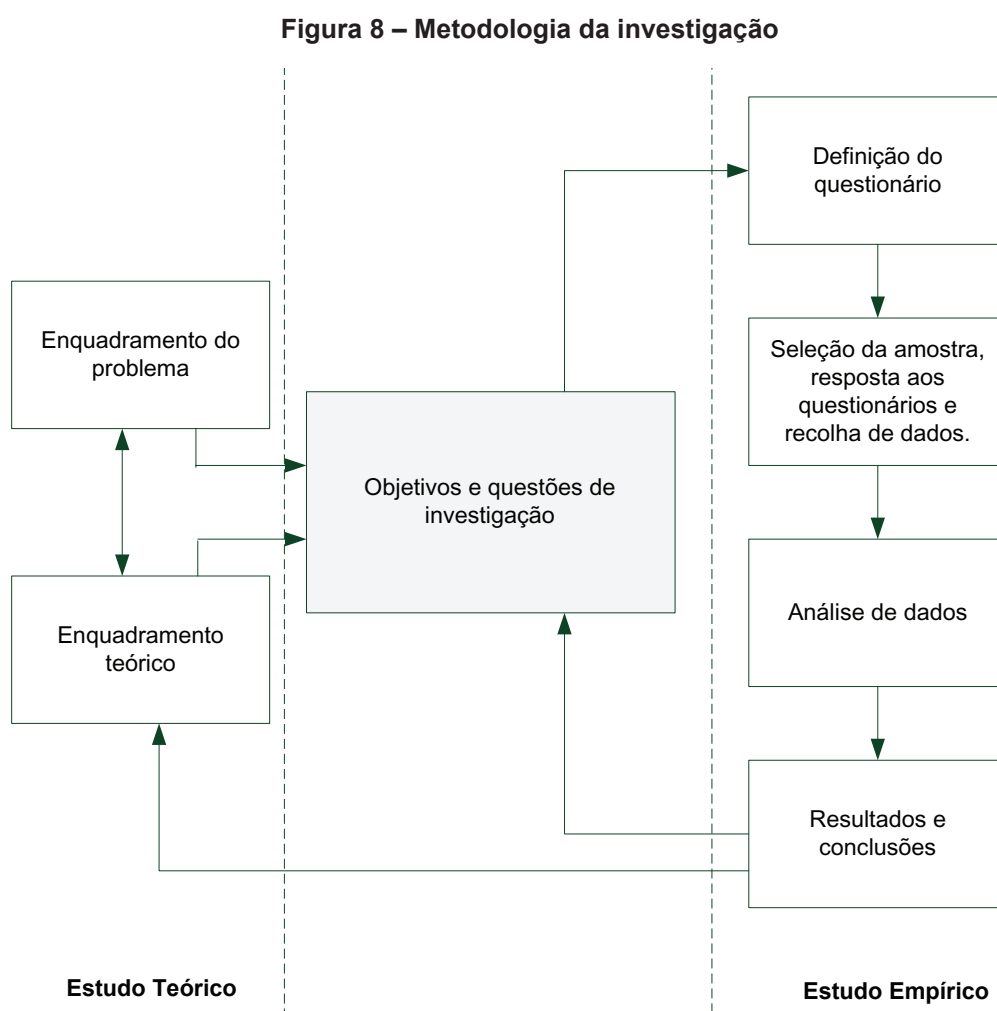 Figura 8 – Metodologia da investigação
Definição do
questionário
Enquadramento do
problema
Seleção da amostra,
resposta aos
questionários e
recolha de dados.
Objetivos e questões de
investigação
Enquadramento
teórico
Análise de dados
Resultados e
conclusões
Estudo Teórico
Estudo Empírico